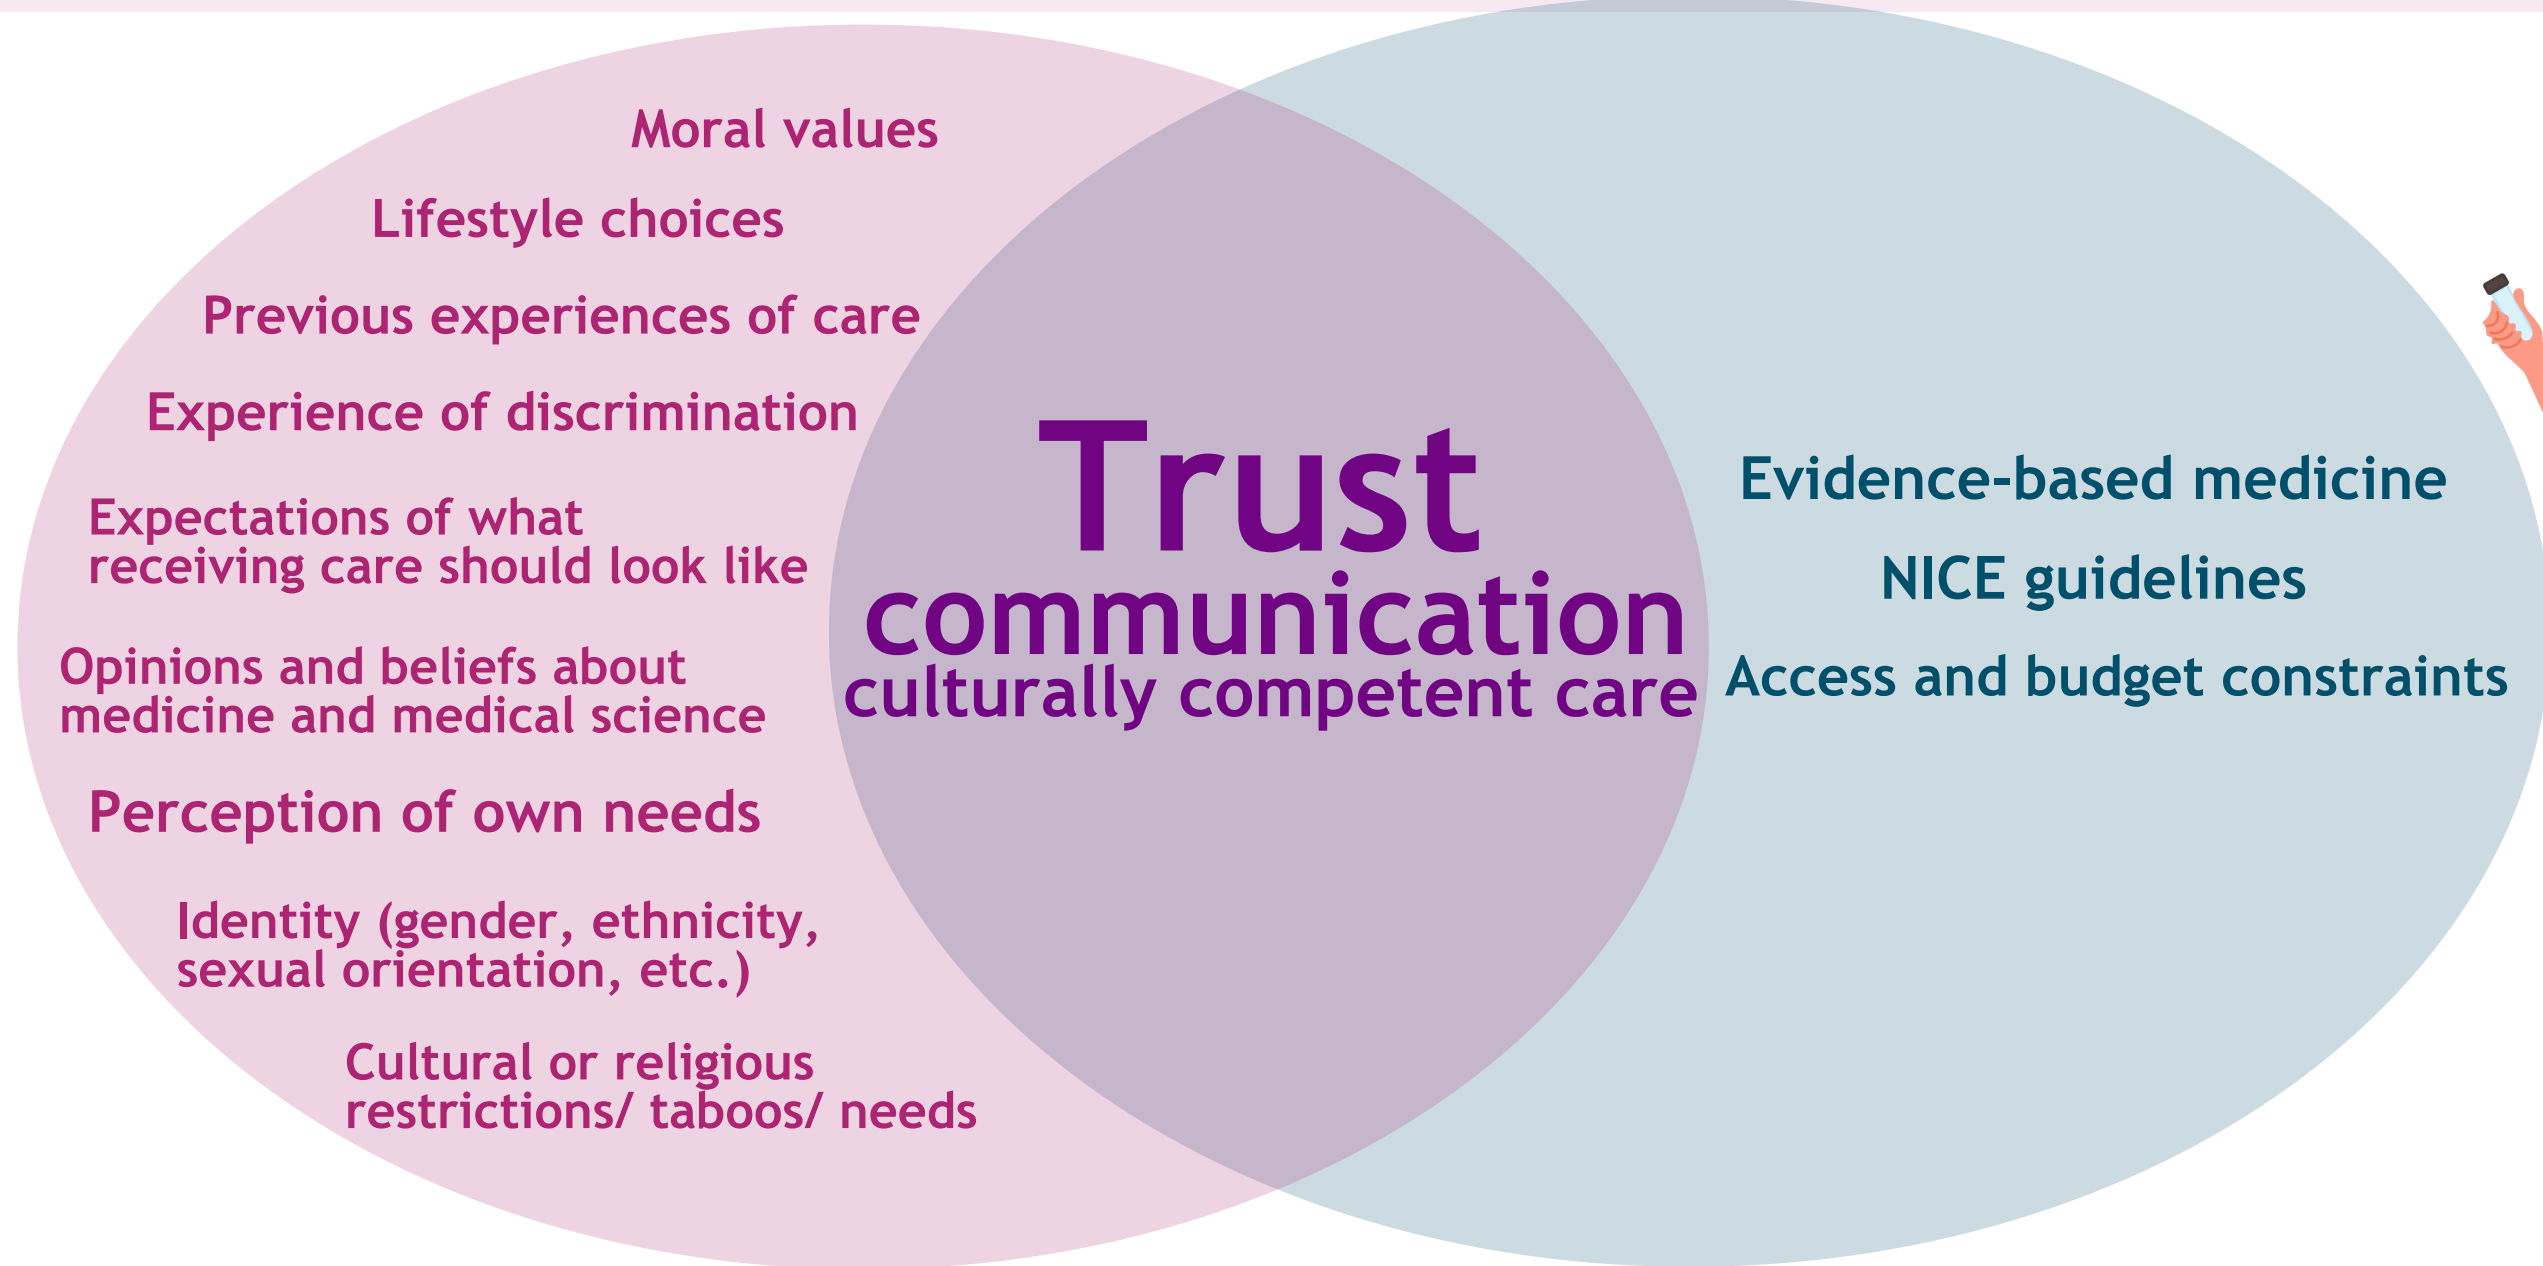 Moral values
Lifestyle choices
Previous experiences of care
Experience of discrimination
Expectations of what
receiving care should look like
Opinions and beliefs about
medicine and medical science
Perception of own needs
Identity (gender, ethnicity,
sexual orientation, etc.)
Cultural or religious
restrictions/ taboos/ needs
Trust
communication
culturally competent care
Evidence-based medicine
NICE guidelines
Access and budget constraints